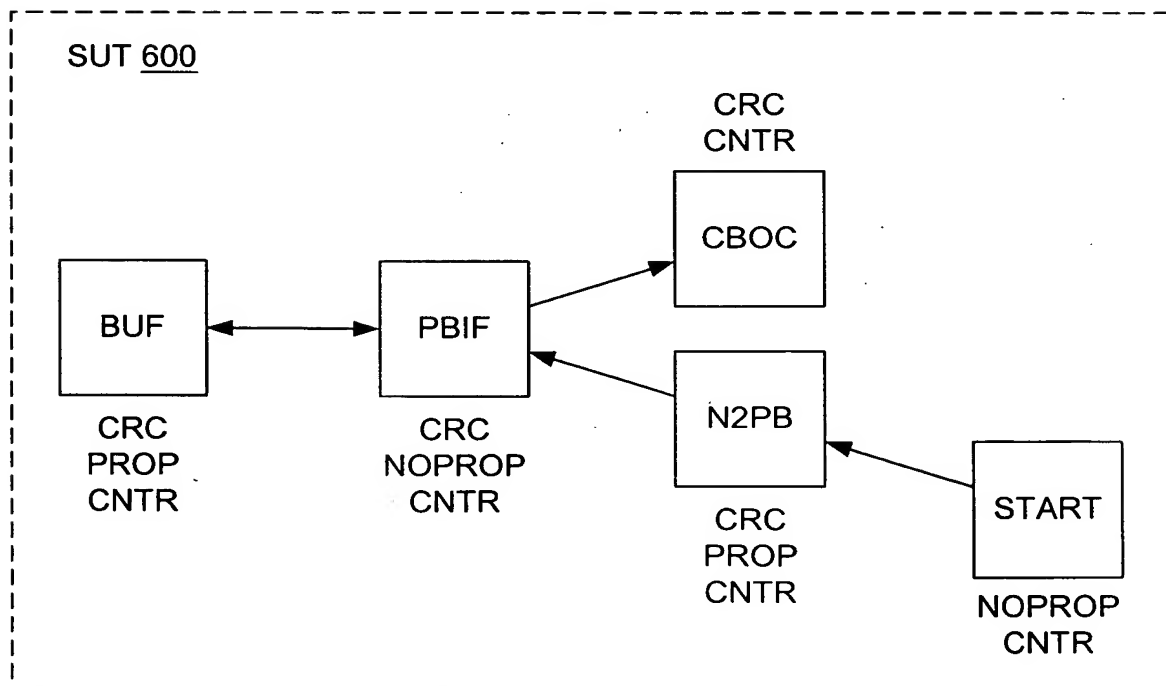 SUT 600
CRC
CNTR
CBOC
BUF
PBIF
CRC
PROP
CNTR
CRC
NOPROP
CNTR
N2PB
CRC
PROP
CNTR
START
NOPROP
CNTR